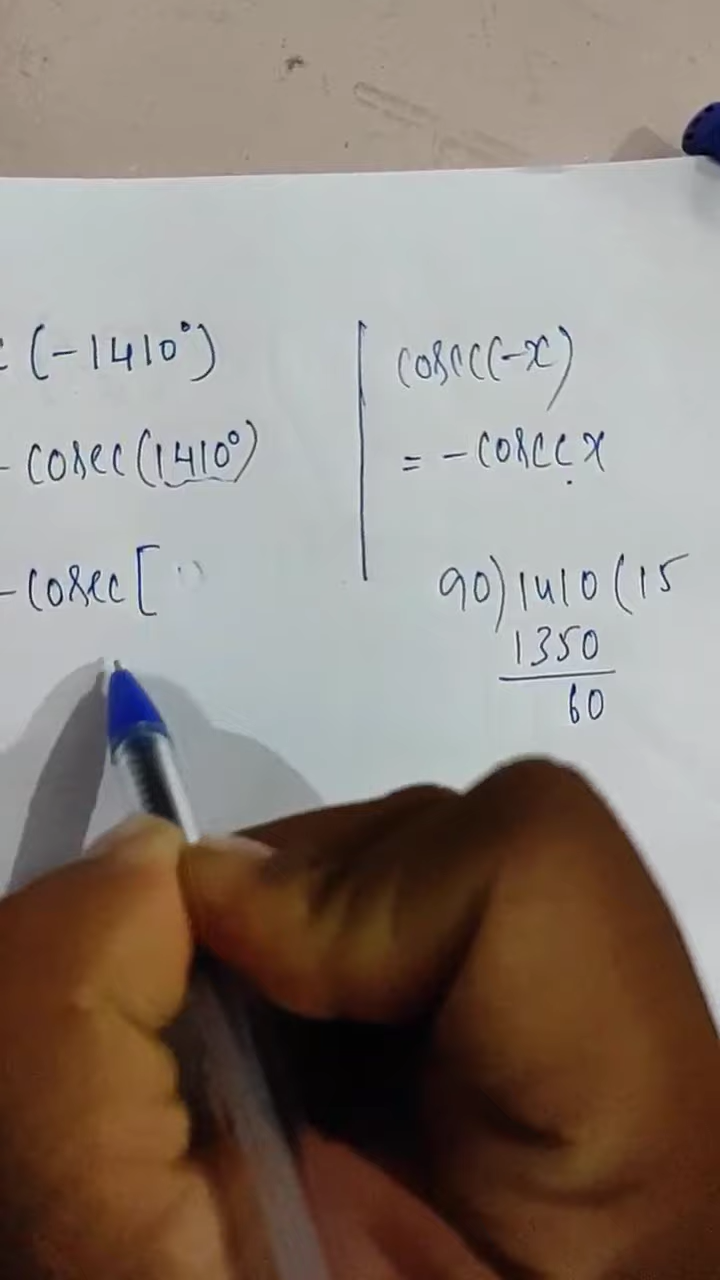 (-1410°)
- cosec (1410°)
- cosec [
cosec(-x)
= - cosec x
90)1410(15
1350
60